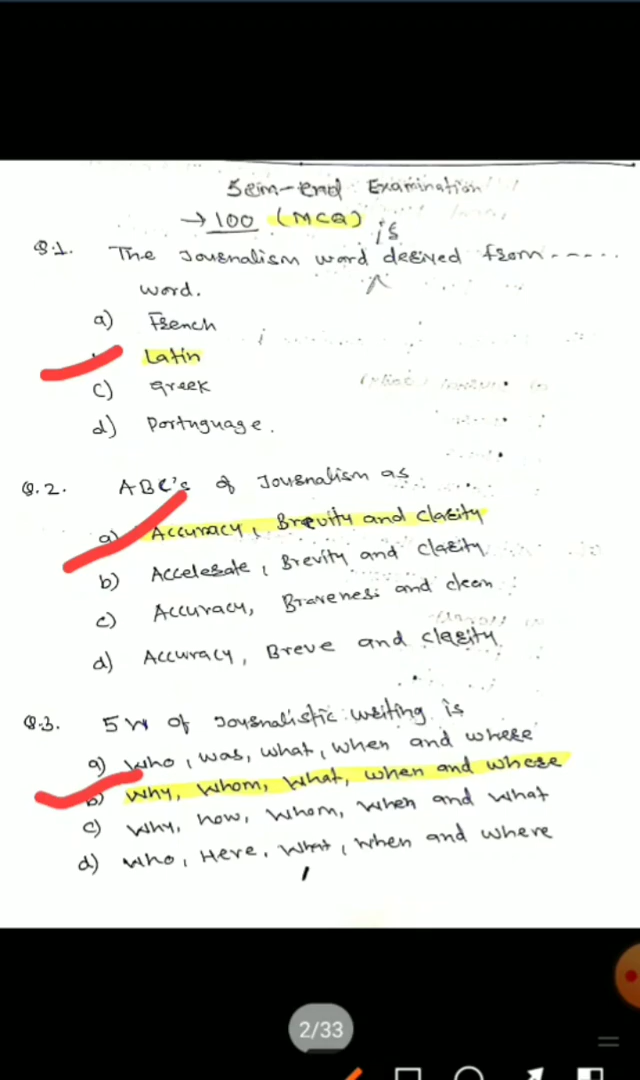 Sem-end Examination
→ 100 (MCQ)
Q.1. The Journalism word is derived from ------
word.
a) French
Latin
c) Greek
d) Portuguage.
Q.2. ABC's of Journalism as
a) Accuracy, Brevity and Clarity
b) Accelerate, Brevity and clarity
c) Accuracy, Braveness and clean
d) Accuracy, Breve and clarity
Q.3. 5W of Journalistic writing is
a) Who, was, what, when and where
b) Why, Whom, What, when and where
c) Why, how, Whom, when and what
d) Who, Here, What, when and where
2/33